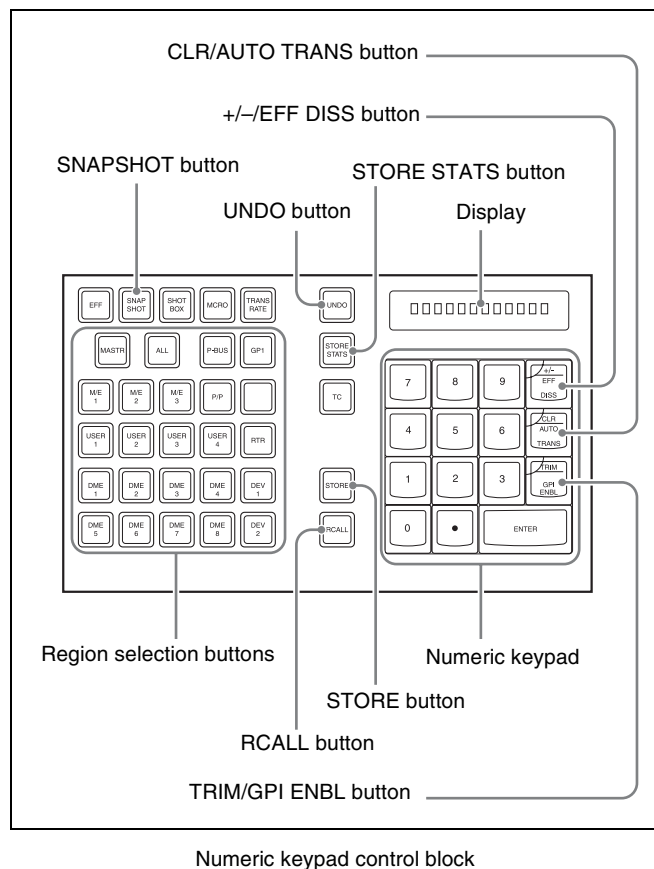 CLR/AUTO TRANS button
+/–/EFF DISS button
SNAPSHOT button
STORE STATS button
UNDO button
Display
EFF
SNAP
SHOT
SHOT
BOX
MCRO
TRANS
RATE
UNDO
MASTR
ALL
P-BUS
GP1
STORE
STATS
7
8
9
+/–
EFF
DISS
M/E
1
M/E
2
M/E
3
P/P
TC
USER
1
USER
2
USER
3
USER
4
RTR
4
5
6
CLR
AUTO
TRANS
DME
1
DME
2
DME
3
DME
4
DEV
1
STORE
1
2
3
TRIM
GPI
ENBL
DME
5
DME
6
DME
7
DME
8
DEV
2
RCALL
0
•
ENTER
Region selection buttons
Numeric keypad
STORE button
RCALL button
TRIM/GPI ENBL button
Numeric keypad control block